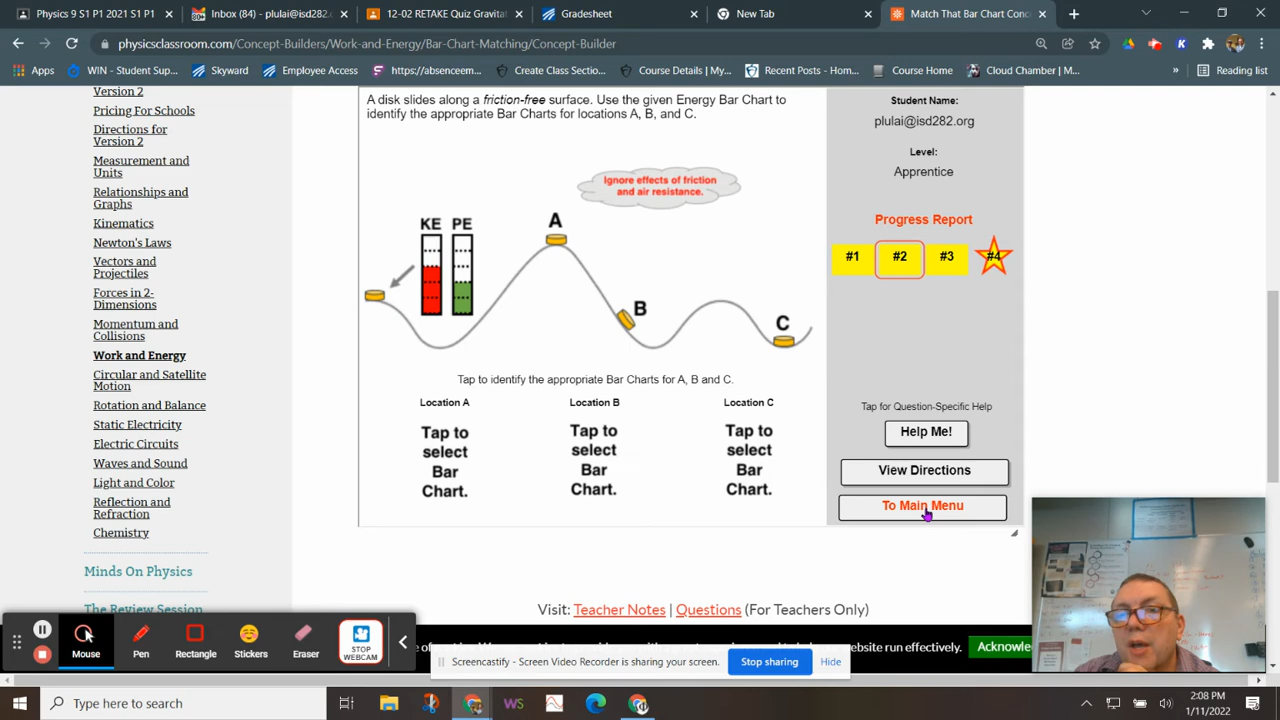 Physics 9 S1 P1 2021 S1 P1
Inbox (84) - plulai@isd282.o
12-02 RETAKE Quiz Gravitat
Gradesheet
New Tab
Match That Bar Chart Conc
physicsclassroom.com/Concept-Builders/Work-and-Energy/Bar-Chart-Matching/Concept-Builder
Apps
WIN - Student Sup...
Skyward
Employee Access
https://absenceem...
Create Class Sectio...
Course Details | My...
Recent Posts - Hom...
Course Home
Cloud Chamber | M...
Reading list
Version 2
Pricing For Schools
Directions for
Version 2
Measurement and
Units
Relationships and
Graphs
Kinematics
Newton's Laws
Vectors and
Projectiles
Forces in 2-
Dimensions
Momentum and
Collisions
Work and Energy
Circular and Satellite
Motion
Rotation and Balance
Static Electricity
Electric Circuits
Waves and Sound
Light and Color
Reflection and
Refraction
Chemistry
Minds On Physics
The Review Session
A disk slides along a friction-free surface. Use the given Energy Bar Chart to
identify the appropriate Bar Charts for locations A, B, and C.
Ignore effects of friction
and air resistance.
KE PE
A
B
C
Tap to identify the appropriate Bar Charts for A, B and C.
Location A
Tap to
select
Bar
Chart.
Location B
Tap to
select
Bar
Chart.
Location C
Tap to
select
Bar
Chart.
Student Name:
plulai@isd282.org
Level:
Apprentice
Progress Report
#1
#2
#3
#4
Tap for Question-Specific Help
Help Me!
View Directions
To Main Menu
Visit: Teacher Notes | Questions (For Teachers Only)
website run effectively.
Acknowle
Mouse
Pen
Rectangle
Stickers
Eraser
STOP
WEBCAM
Screencastify - Screen Video Recorder is sharing your screen.
Stop sharing
Hide
Type here to search
2:08 PM
1/11/2022